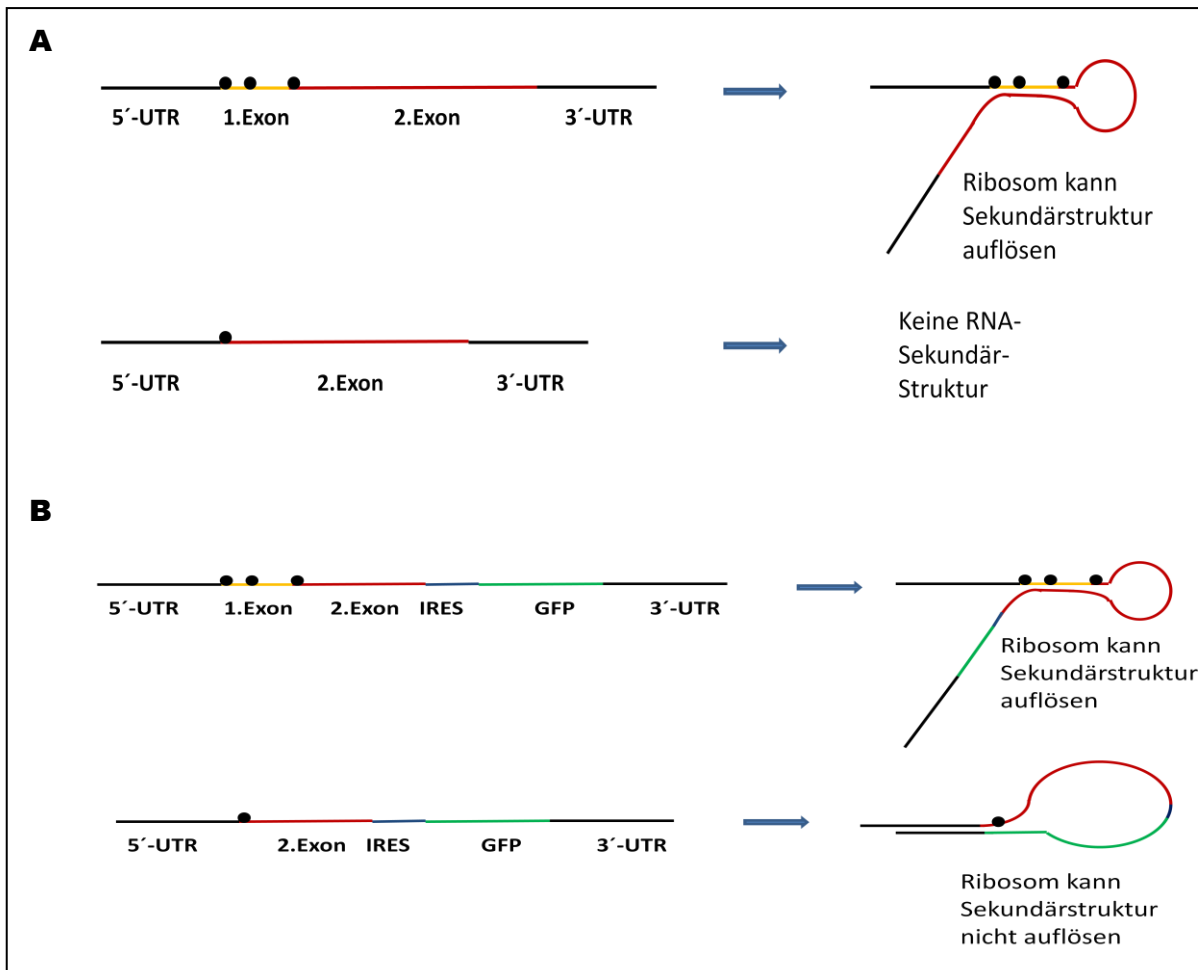 A
5´-UTR 1.Exon 2.Exon 3´-UTR
Ribosom kann
Sekundärstruktur
auflösen
5´-UTR 2.Exon 3´-UTR
Keine RNA-
Sekundär-
Struktur
B
5´-UTR 1.Exon 2.Exon IRES GFP 3´-UTR
Ribosom kann
Sekundärstruktur
auflösen
5´-UTR 2.Exon IRES GFP 3´-UTR
Ribosom kann
Sekundärstruktur
nicht auflösen